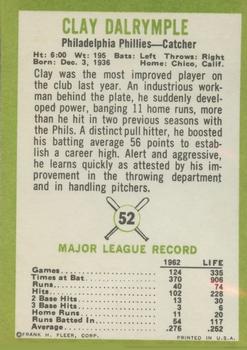 CLAY DALRYMPLE
Philadelphia Phillies—Catcher
Ht: 6:00 Wt: 195 Bats: Left Throws: Right
Born: Dec. 3, 1936 Home: Chico, Calif.
Clay was the most improved player on
the club last year. An industrious work-
man behind the plate, he suddenly devel-
oped power, banging 11 home runs, more
than he hit in two previous seasons with
the Phils. A distinct pull hitter, he boosted
his batting average 56 points to estab-
lish a career high. Alert and aggressive,
he learns quickly as attested by his im-
provement in the throwing department
and in handling pitchers.
52
MAJOR LEAGUE RECORD
1962 LIFE
Games 124 335
Times at Bat 370 906
Runs 40 74
Hits 102 228
2 Base Hits 13 30
3 Base Hits 3 6
Home Runs 11 20
Runs Batted In 54 117
Average .276 .252
©FRANK H. FLEER, CORP. PRINTED IN U.S.A.